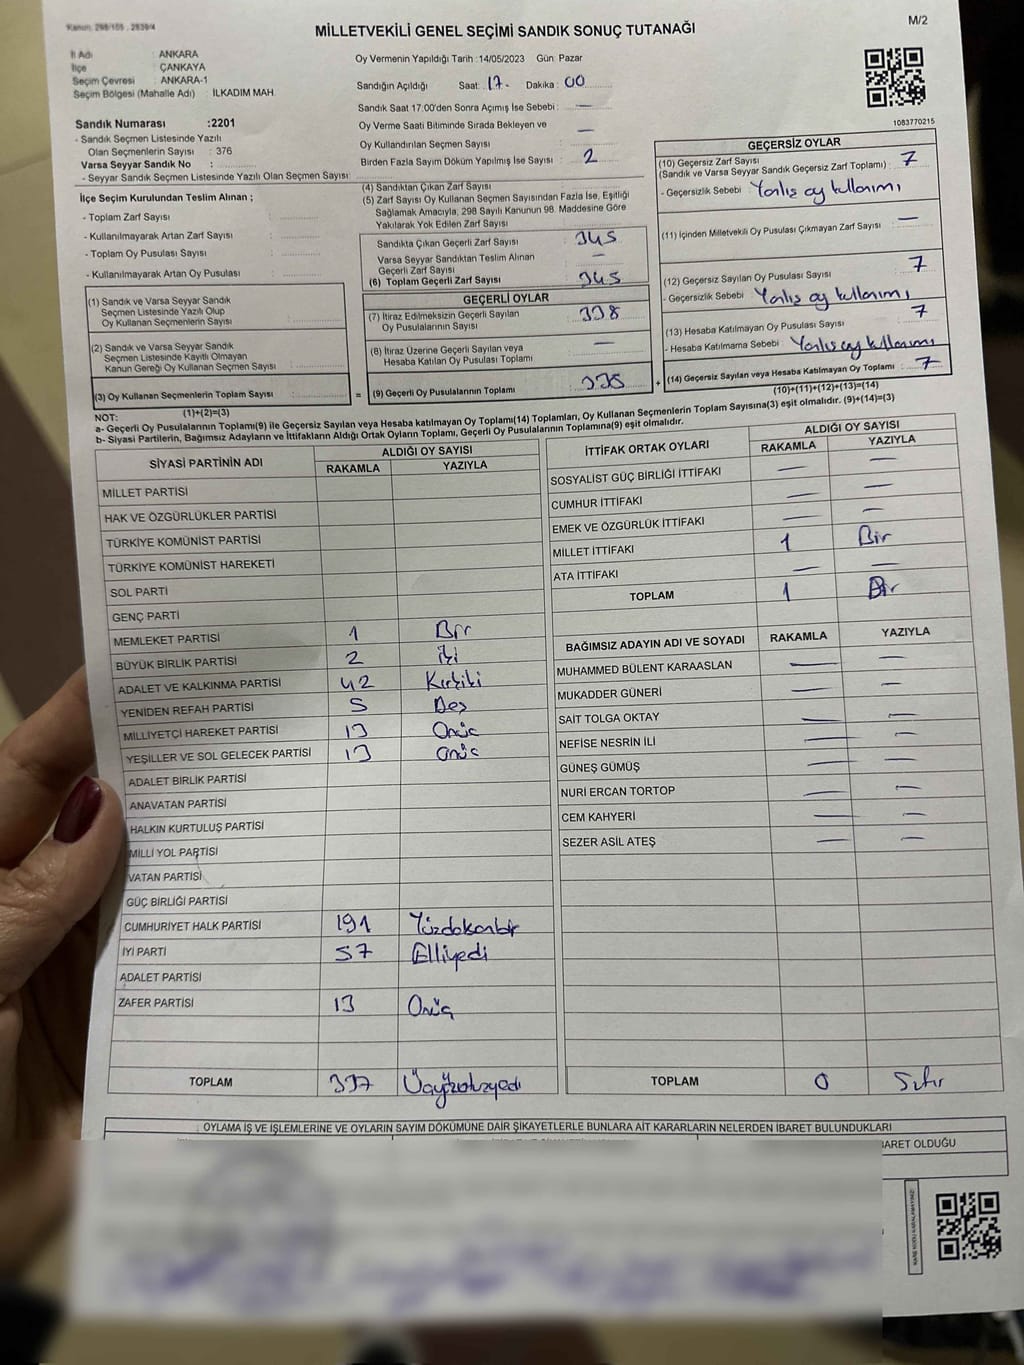 Kanun: 298/105 , 2839/4
MİLLETVEKİLİ GENEL SEÇİMİ SANDIK SONUÇ TUTANAĞI
M/2
İl Adı : ANKARA
İlçe : ÇANKAYA
Seçim Çevresi : ANKARA-1
Seçim Bölgesi (Mahalle Adı) : İLKADIM MAH.
Oy Vermenin Yapıldığı Tarih :14/05/2023 Gün: Pazar
Sandığın Açıldığı Saat: 17- Dakika: 00
Sandık Saat 17.00'den Sonra Açımış İse Sebebi : —
Oy Verme Saati Bitiminde Sırada Bekleyen ve
Oy Kullandırılan Seçmen Sayısı : —
Birden Fazla Sayım Döküm Yapılmış İse Sayısı : 2
1083770215
Sandık Numarası :2201
- Sandık Seçmen Listesinde Yazılı
Olan Seçmenlerin Sayısı : 376
Varsa Seyyar Sandık No :
- Seyyar Sandık Seçmen Listesinde Yazılı Olan Seçmen Sayısı:
İlçe Seçim Kurulundan Teslim Alınan ;
- Toplam Zarf Sayısı :
- Kullanılmayarak Artan Zarf Sayısı :
- Toplam Oy Pusulası Sayısı :
- Kullanılmayarak Artan Oy Pusulası :
(1) Sandık ve Varsa Seyyar Sandık
Seçmen Listesinde Yazılı Olup
Oy Kullanan Seçmenlerin Sayısı :
(2) Sandık ve Varsa Seyyar Sandık
Seçmen Listesinde Kayıtlı Olmayan
Kanun Gereği Oy Kullanan Seçmen Sayısı :
(3) Oy Kullanan Seçmenlerin Toplam Sayısı :
(1)+(2)=(3)
(4) Sandıktan Çıkan Zarf Sayısı :
(5) Zarf Sayısı Oy Kullanan Seçmen Sayısından Fazla İse, Eşitliği
Sağlamak Amacıyla, 298 Sayılı Kanunun 98. Maddesine Göre
Yakılarak Yok Edilen Zarf Sayısı :
Sandıkta Çıkan Geçerli Zarf Sayısı : 345
Varsa Seyyar Sandıktan Teslim Alınan
Geçerli Zarf Sayısı : —
(6) Toplam Geçerli Zarf Sayısı : 345
GEÇERLİ OYLAR
(7) İtiraz Edilmeksizin Geçerli Sayılan
Oy Pusulalarının Sayısı : 338
(8) İtiraz Üzerine Geçerli Sayılan veya
Hesaba Katılan Oy Pusulası Toplamı : —
= (9) Geçerli Oy Pusulalarının Toplamı : 338
GEÇERSİZ OYLAR
(10) Geçersiz Zarf Sayısı
(Sandık ve Varsa Seyyar Sandık Geçersiz Zarf Toplamı) : 7
- Geçersizlik Sebebi : Yanlış oy kullanımı
(11) İçinden Milletvekili Oy Pusulası Çıkmayan Zarf Sayısı : —
(12) Geçersiz Sayılan Oy Pusulası Sayısı : 7
- Geçersizlik Sebebi : Yanlış oy kullanımı
(13) Hesaba Katılmayan Oy Pusulası Sayısı : 7
- Hesaba Katılmama Sebebi : Yanlış oy kullanımı
+ (14) Geçersiz Sayılan veya Hesaba Katılmayan Oy Toplamı : 7
(10)+(11)+(12)+(13)=(14)
NOT:
a- Geçerli Oy Pusulalarının Toplamı(9) ile Geçersiz Sayılan veya Hesaba katılmayan Oy Toplamı(14) Toplamları, Oy Kullanan Seçmenlerin Toplam Sayısına(3) eşit olmalıdır. (9)+(14)=(3)
b- Siyasi Partilerin, Bağımsız Adayların ve İttifakların Aldığı Ortak Oyların Toplamı, Geçerli Oy Pusulalarının Toplamına(9) eşit olmalıdır.
SİYASİ PARTİNİN ADI ALDIĞI OY SAYISI
RAKAMLA YAZIYLA
MİLLET PARTİSİ
HAK VE ÖZGÜRLÜKLER PARTİSİ
TÜRKİYE KOMÜNİST PARTİSİ
TÜRKİYE KOMÜNİST HAREKETİ
SOL PARTİ
GENÇ PARTİ
MEMLEKET PARTİSİ 1 Bir
BÜYÜK BİRLİK PARTİSİ 2 İki
ADALET VE KALKINMA PARTİSİ 42 Kırkiki
YENİDEN REFAH PARTİSİ 5 Beş
MİLLİYETÇİ HAREKET PARTİSİ 13 Onüç
YEŞİLLER VE SOL GELECEK PARTİSİ 13 onüç
ADALET BİRLİK PARTİSİ
ANAVATAN PARTİSİ
HALKIN KURTULUŞ PARTİSİ
MİLLİ YOL PARTİSİ
VATAN PARTİSİ
GÜÇ BİRLİĞİ PARTİSİ
CUMHURİYET HALK PARTİSİ 191 Yüzdoksanbir
İYİ PARTİ 57 Elliyedi
ADALET PARTİSİ
ZAFER PARTİSİ 13 Onüç
TOPLAM 337 Üçyüzotuzyedi
İTTİFAK ORTAK OYLARI ALDIĞI OY SAYISI
RAKAMLA YAZIYLA
SOSYALİST GÜÇ BİRLİĞİ İTTİFAKI — —
CUMHUR İTTİFAKI — —
EMEK VE ÖZGÜRLÜK İTTİFAKI — —
MİLLET İTTİFAKI 1 Bir
ATA İTTİFAKI — —
TOPLAM 1 Bir
BAĞIMSIZ ADAYIN ADI VE SOYADI RAKAMLA YAZIYLA
MUHAMMED BÜLENT KARAASLAN — —
MUKADDER GÜNERİ — —
SAİT TOLGA OKTAY — —
NEFİSE NESRİN İLİ — —
GÜNEŞ GÜMÜŞ — —
NURİ ERCAN TORTOP — —
CEM KAHYERİ — —
SEZER ASİL ATEŞ — —
TOPLAM 0 Sıfır
OYLAMA İŞ VE İŞLEMLERİNE VE OYLARIN SAYIM DÖKÜMÜNE DAİR ŞİKAYETLERLE BUNLARA AİT KARARLARIN NELERDEN İBARET BULUNDUKLARI
BARET OLDUĞU
KARE KODU KARALAMAYINIZ!